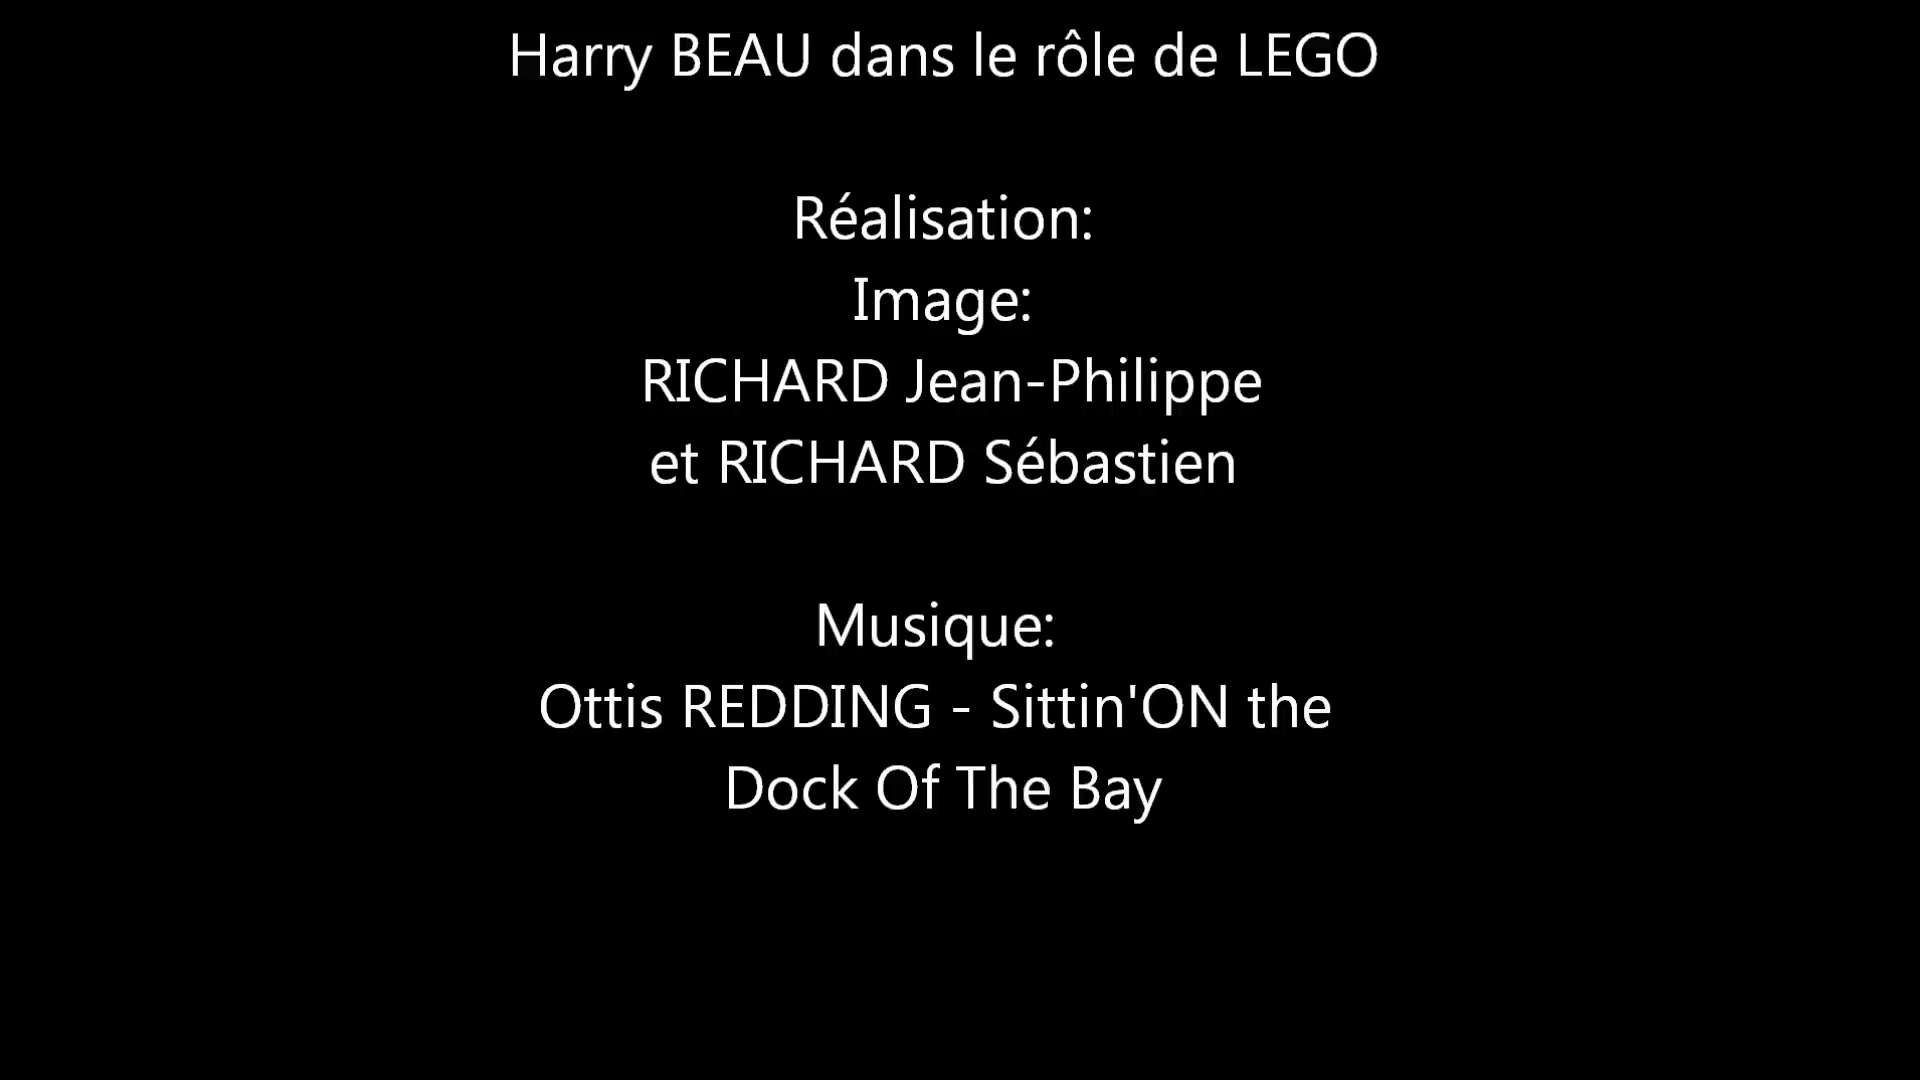 Harry BEAU dans le rôle de LEGO
Réalisation:
Image:
RICHARD Jean-Philippe
et RICHARD Sébastien
Musique:
Ottis REDDING - Sittin'ON the
Dock Of The Bay